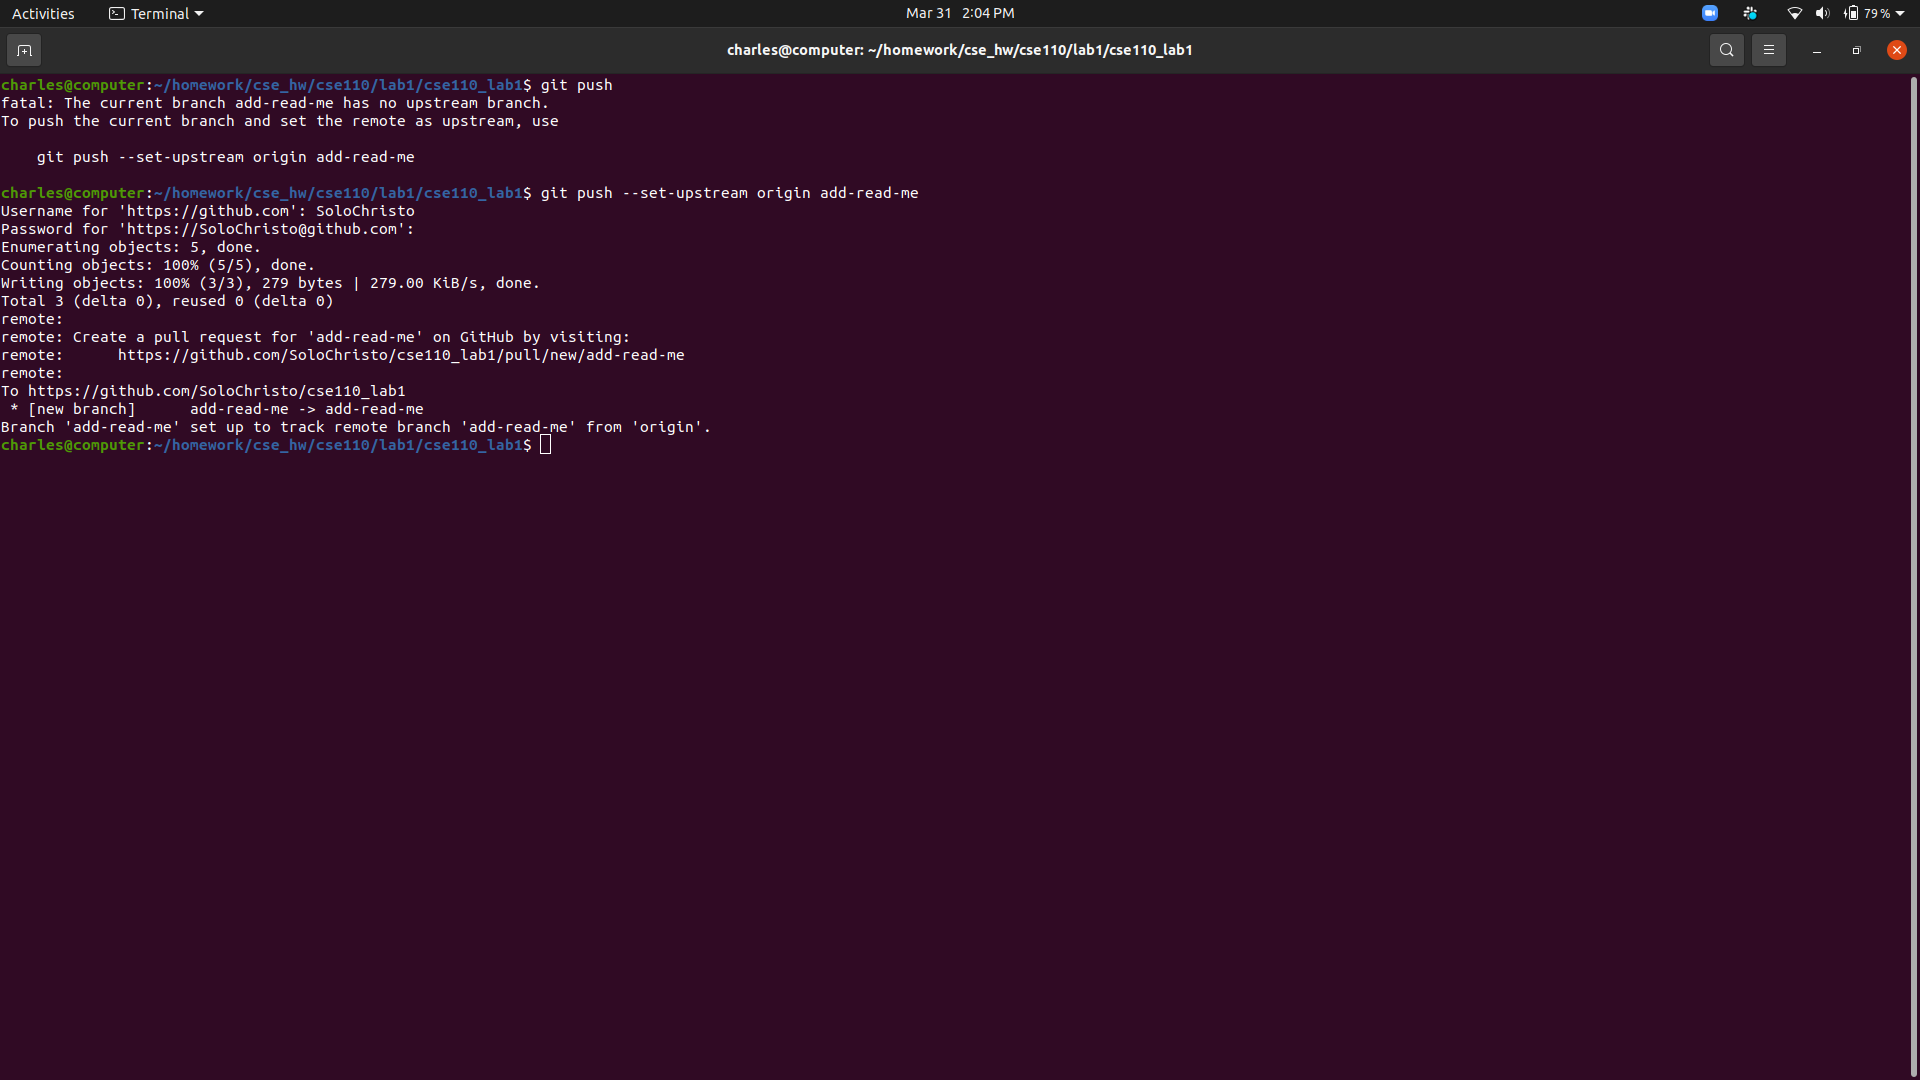 Activities
Terminal
Mar 31 2:04 PM
79 %
charles@computer: ~/homework/cse_hw/cse110/lab1/cse110_lab1
charles@computer:~/homework/cse_hw/cse110/lab1/cse110_lab1$ git push
fatal: The current branch add-read-me has no upstream branch.
To push the current branch and set the remote as upstream, use
    git push --set-upstream origin add-read-me
charles@computer:~/homework/cse_hw/cse110/lab1/cse110_lab1$ git push --set-upstream origin add-read-me
Username for 'https://github.com': SoloChristo
Password for 'https://SoloChristo@github.com':
Enumerating objects: 5, done.
Counting objects: 100% (5/5), done.
Writing objects: 100% (3/3), 279 bytes | 279.00 KiB/s, done.
Total 3 (delta 0), reused 0 (delta 0)
remote:
remote: Create a pull request for 'add-read-me' on GitHub by visiting:
remote:      https://github.com/SoloChristo/cse110_lab1/pull/new/add-read-me
remote:
To https://github.com/SoloChristo/cse110_lab1
 * [new branch]      add-read-me -> add-read-me
Branch 'add-read-me' set up to track remote branch 'add-read-me' from 'origin'.
charles@computer:~/homework/cse_hw/cse110/lab1/cse110_lab1$